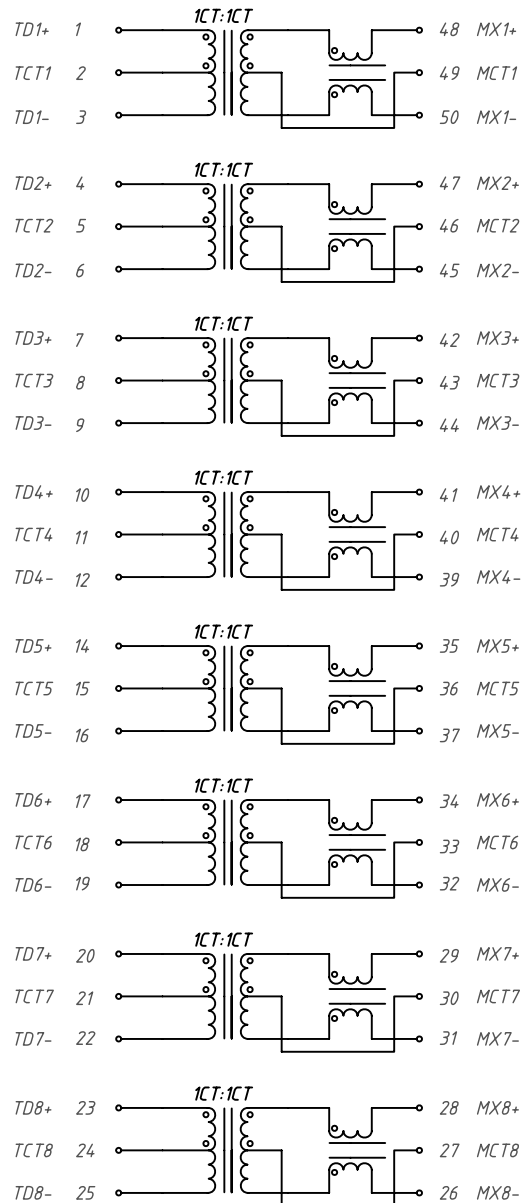 1CT:1CT
TD1+ 1 48 MX1+
TCT1 2 49 MCT1
TD1- 3 50 MX1-
1CT:1CT
TD2+ 4 47 MX2+
TCT2 5 46 MCT2
TD2- 6 45 MX2-
1CT:1CT
TD3+ 7 42 MX3+
TCT3 8 43 MCT3
TD3- 9 44 MX3-
1CT:1CT
TD4+ 10 41 MX4+
TCT4 11 40 MCT4
TD4- 12 39 MX4-
1CT:1CT
TD5+ 14 35 MX5+
TCT5 15 36 MCT5
TD5- 16 37 MX5-
1CT:1CT
TD6+ 17 34 MX6+
TCT6 18 33 MCT6
TD6- 19 32 MX6-
1CT:1CT
TD7+ 20 29 MX7+
TCT7 21 30 MCT7
TD7- 22 31 MX7-
1CT:1CT
TD8+ 23 28 MX8+
TCT8 24 27 MCT8
TD8- 25 26 MX8-